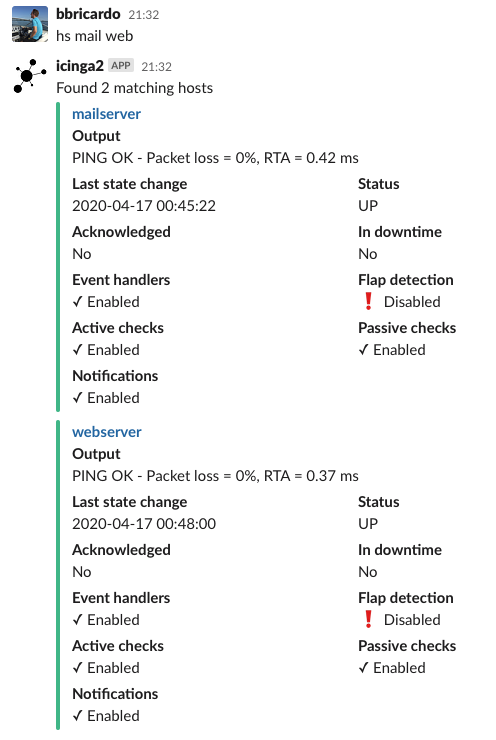 bbricardo 21:32
hs mail web
icinga2 APP 21:32
Found 2 matching hosts
mailserver
Output
PING OK - Packet loss = 0%, RTA = 0.42 ms
Last state change Status
2020-04-17 00:45:22 UP
Acknowledged In downtime
No No
Event handlers Flap detection
✓ Enabled ❗ Disabled
Active checks Passive checks
✓ Enabled ✓ Enabled
Notifications
✓ Enabled
webserver
Output
PING OK - Packet loss = 0%, RTA = 0.37 ms
Last state change Status
2020-04-17 00:48:00 UP
Acknowledged In downtime
No No
Event handlers Flap detection
✓ Enabled ❗ Disabled
Active checks Passive checks
✓ Enabled ✓ Enabled
Notifications
✓ Enabled